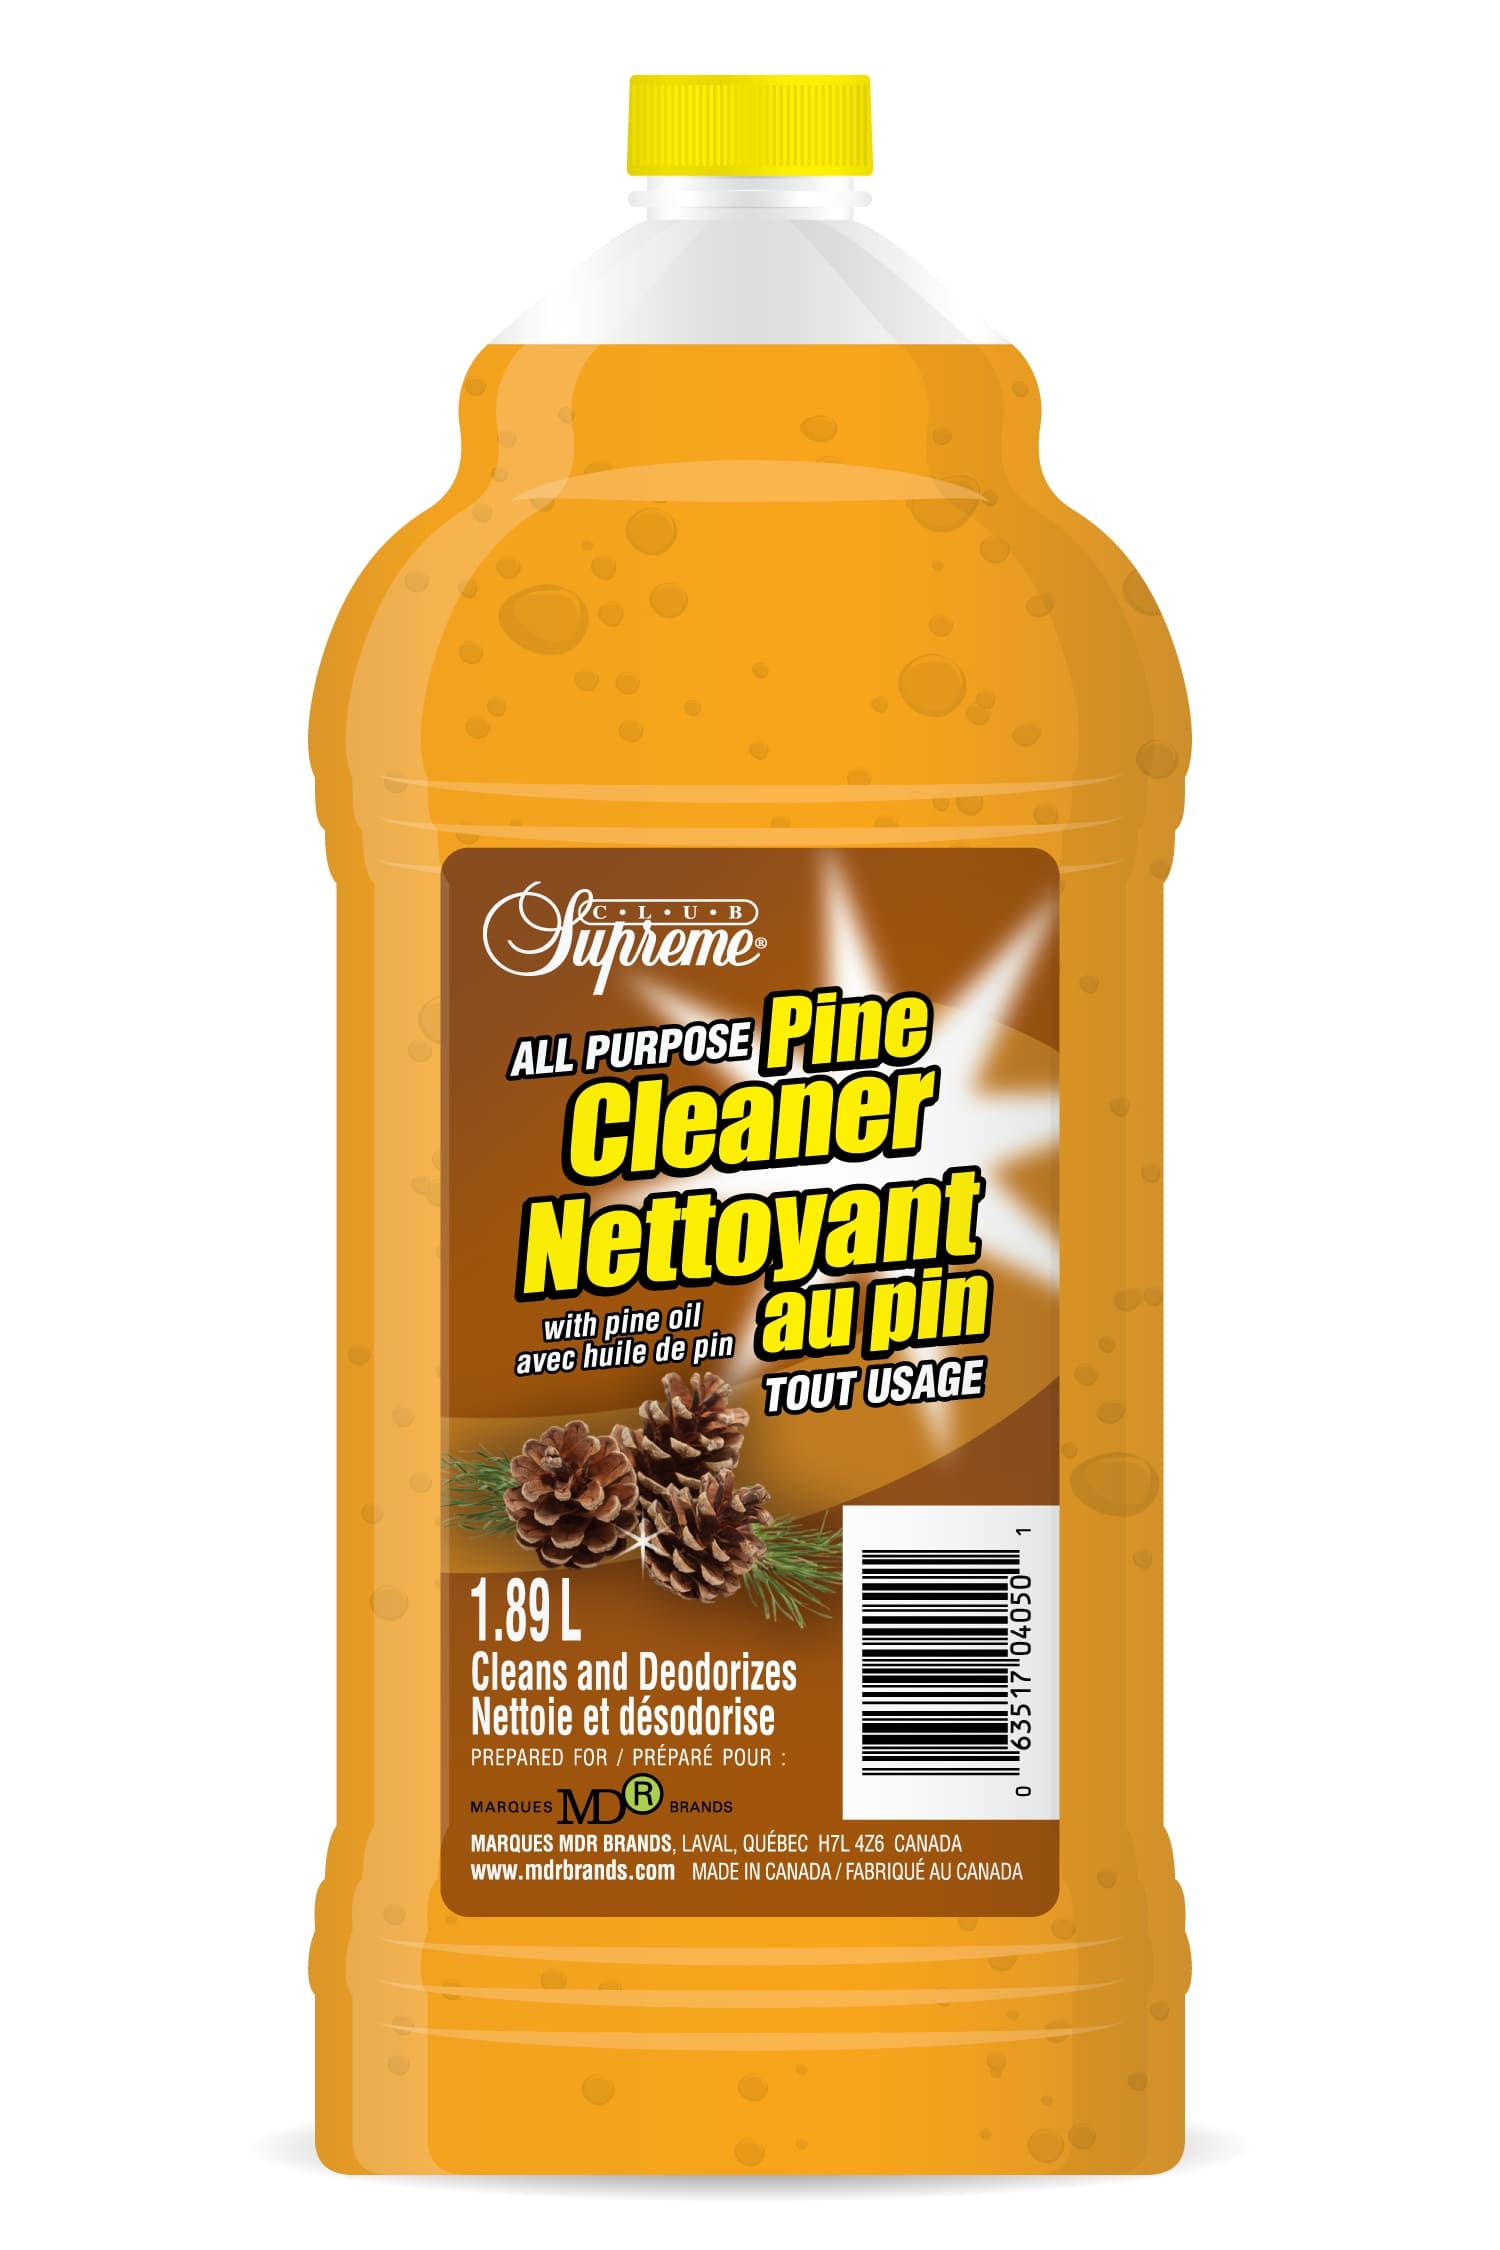 C·L·U·B
Supreme®
ALL PURPOSE Pine
Cleaner
Nettoyant
with pine oil
avec huile de pin
au pin
TOUT USAGE
1.89 L
Cleans and Deodorizes
Nettoie et désodorise
PREPARED FOR / PRÉPARÉ POUR :
MARQUES MDR BRANDS
MARQUES MDR BRANDS, LAVAL, QUÉBEC H7L 4Z6 CANADA
www.mdrbrands.com MADE IN CANADA / FABRIQUÉ AU CANADA
0 63517 04050 1